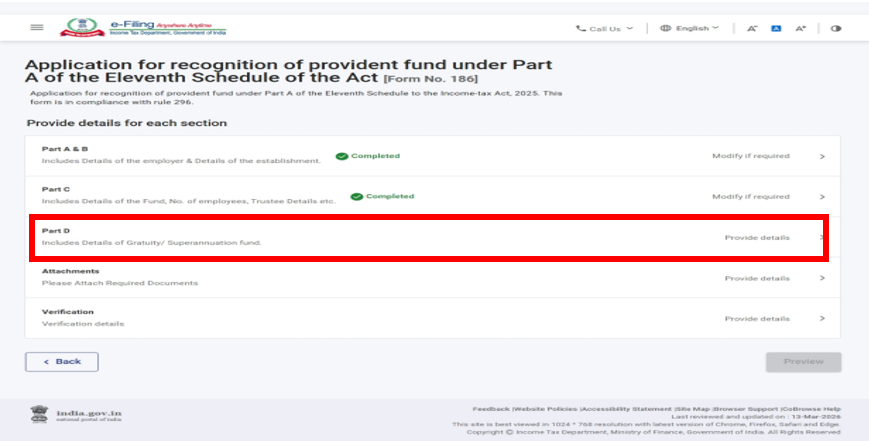 e-Filing Anywhere Anytime
Income Tax Department, Government of India
Call Us
English
A-
A
A+
Application for recognition of provident fund under Part
A of the Eleventh Schedule of the Act [Form No. 186]
Application for recognition of provident fund under Part A of the Eleventh Schedule to the Income-tax Act, 2025. This
form is in compliance with rule 296.
Provide details for each section
Part A & B
Includes Details of the employer & Details of the establishment.
Completed
Modify if required
Part C
Includes Details of the Fund, No. of employees, Trustee Details etc.
Completed
Modify if required
Part D
Includes Details of Gratuity/ Superannuation fund.
Provide details
Attachments
Please Attach Required Documents
Provide details
Verification
Verification details
Provide details
< Back
Preview
india.gov.in
national portal of india
Feedback |Website Policies |Accessibility Statement |Site Map |Browser Support |CoBrowse Help
Last reviewed and updated on : 13-Mar-2026
This site is best viewed in 1024 * 768 resolution with latest version of Chrome, Firefox, Safari and Edge.
Copyright © Income Tax Department, Ministry of Finance, Government of India. All Rights Reserved